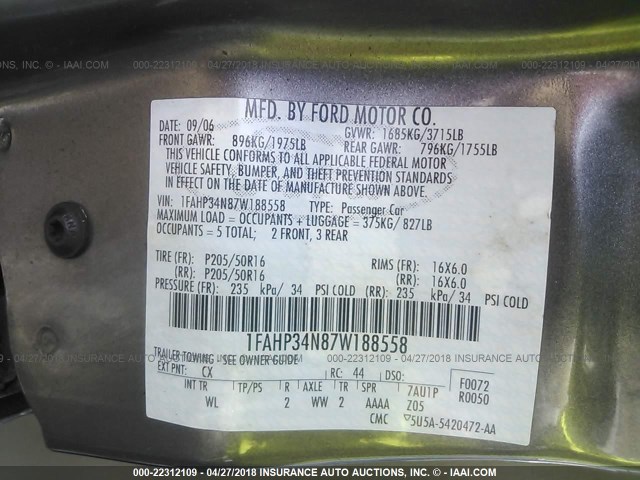 000-22312109 - 04/27/2018 INSURANCE AUTO AUCTIONS, INC. - © IAAI.COM
MFD. BY FORD MOTOR CO.
DATE: 09/06 GVWR: 1685KG/3715LB
FRONT GAWR: 896KG/1975LB REAR GAWR: 796KG/1755LB
THIS VEHICLE CONFORMS TO ALL APPLICABLE FEDERAL MOTOR
VEHICLE SAFETY, BUMPER, AND THEFT PREVENTION STANDARDS
IN EFFECT ON THE DATE OF MANUFACTURE SHOWN ABOVE.
VIN: 1FAHP34N87W188558 TYPE: Passenger Car
MAXIMUM LOAD = OCCUPANTS + LUGGAGE = 375KG/ 827LB
OCCUPANTS = 5 TOTAL; 2 FRONT, 3 REAR
TIRE (FR): P205/50R16 RIMS (FR): 16X6.0
(RR): P205/50R16 (RR): 16X6.0
PRESSURE (FR): 235 kPa/ 34 PSI COLD (RR): 235 kPa/ 34 PSI COLD
1FAHP34N87W188558
TRAILER TOWING - SEE OWNER GUIDE
EXT PNT: CX RC: 44 DSO: F0072
INT TR TP/PS R AXLE TR SPR 7AU1P R0050
WL 2 WW 2 AAAA Z05
CMC 5U5A-5420472-AA
000-22312109 - 04/27/2018 INSURANCE AUTO AUCTIONS, INC. - © IAAI.COM